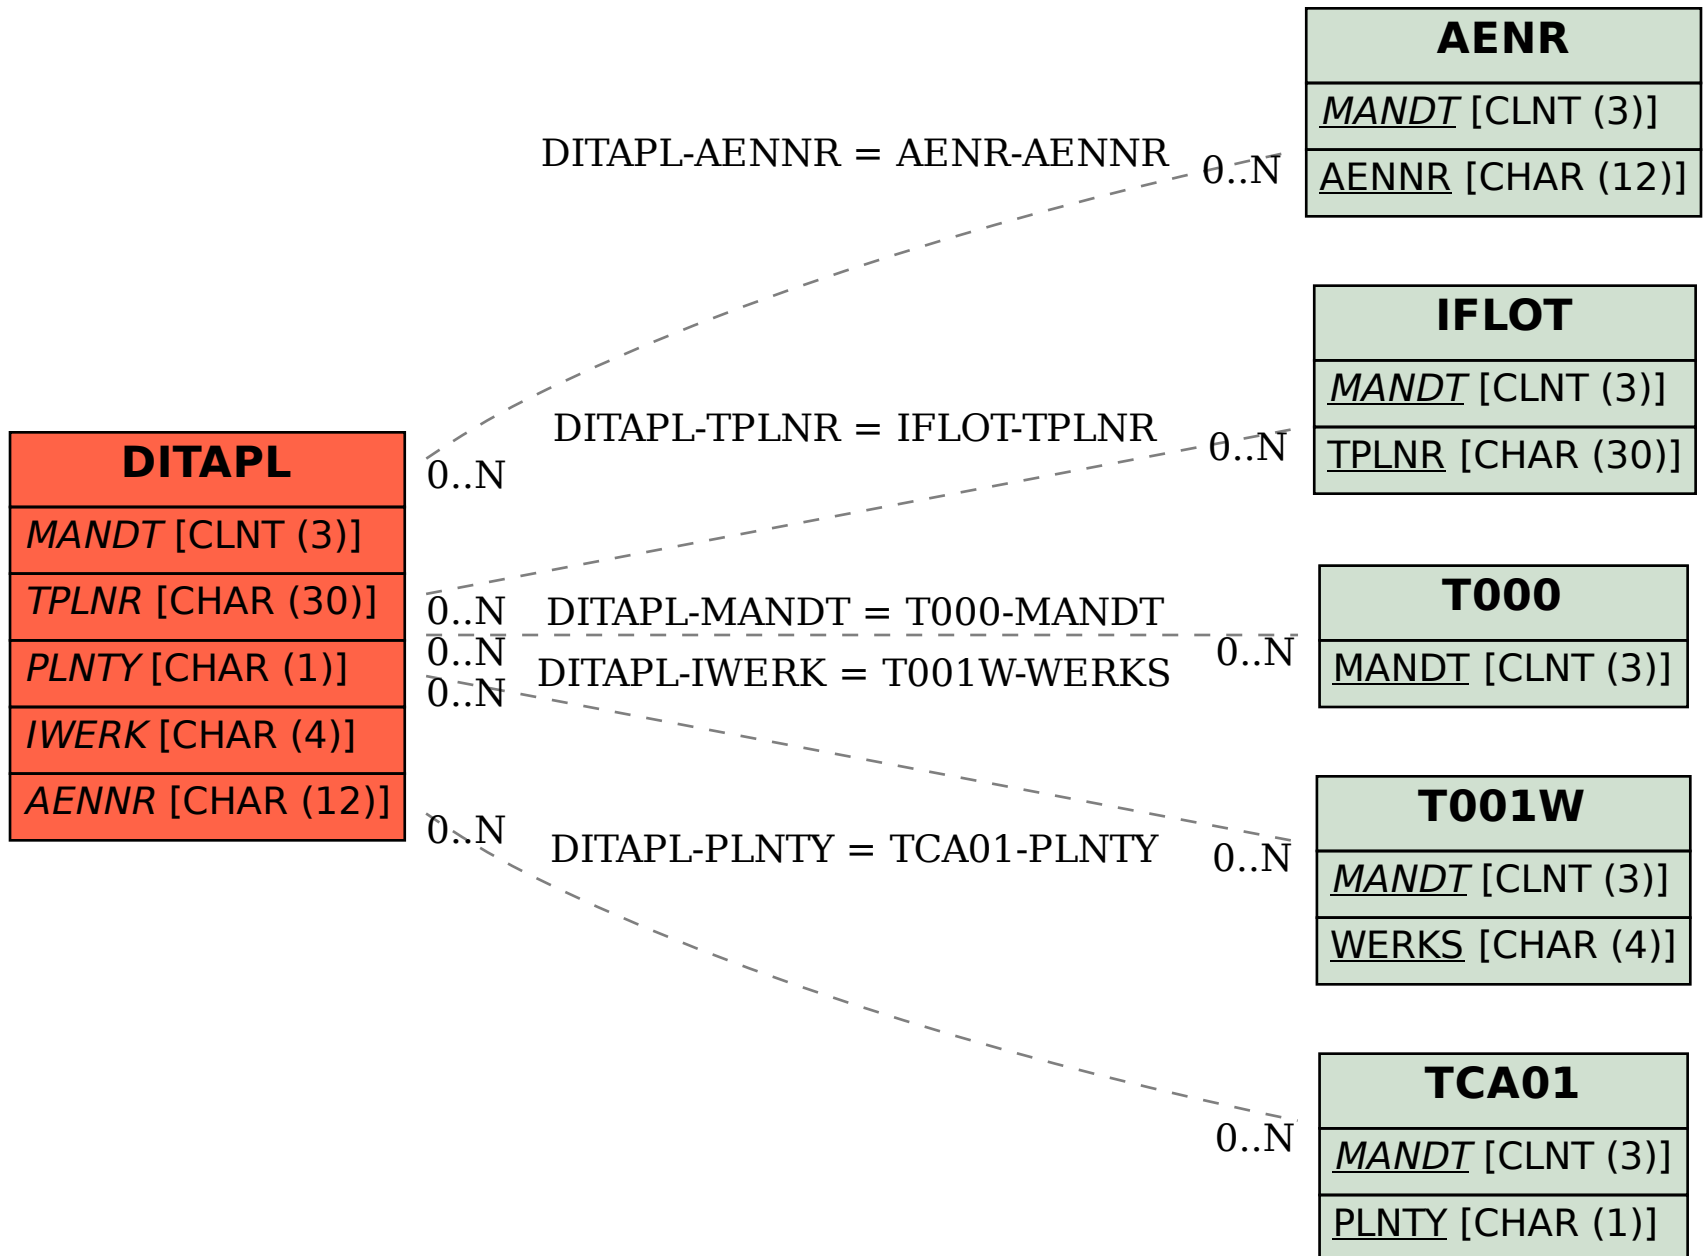 AENR
MANDT [CLNT (3)]
AENNR [CHAR (12)]
DITAPL-AENNR = AENR-AENNR
0..N
IFLOT
MANDT [CLNT (3)]
TPLNR [CHAR (30)]
DITAPL-TPLNR = IFLOT-TPLNR
0..N
DITAPL
MANDT [CLNT (3)]
TPLNR [CHAR (30)]
PLNTY [CHAR (1)]
IWERK [CHAR (4)]
AENNR [CHAR (12)]
0..N
0..N
0..N
0..N
0..N
DITAPL-MANDT = T000-MANDT
0..N
T000
MANDT [CLNT (3)]
DITAPL-IWERK = T001W-WERKS
0..N
T001W
MANDT [CLNT (3)]
WERKS [CHAR (4)]
DITAPL-PLNTY = TCA01-PLNTY
0..N
TCA01
MANDT [CLNT (3)]
PLNTY [CHAR (1)]